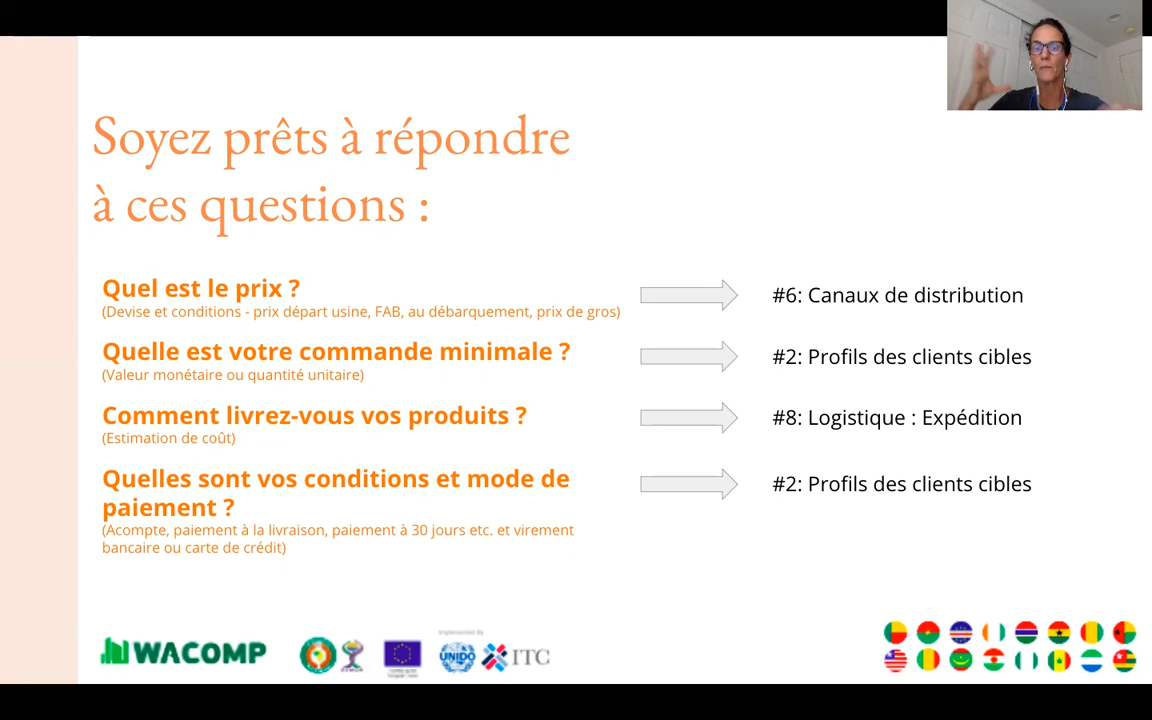 Soyez prêts à répondre
à ces questions :
Quel est le prix ?
(Devise et conditions - prix départ usine, FAB, au débarquement, prix de gros)
#6: Canaux de distribution
Quelle est votre commande minimale ?
(Valeur monétaire ou quantité unitaire)
#2: Profils des clients cibles
Comment livrez-vous vos produits ?
(Estimation de coût)
#8: Logistique : Expédition
Quelles sont vos conditions et mode de
paiement ?
(Acompte, paiement à la livraison, paiement à 30 jours etc. et virement
bancaire ou carte de crédit)
#2: Profils des clients cibles
WACOMP
Implemented By
UNIDO
ITC